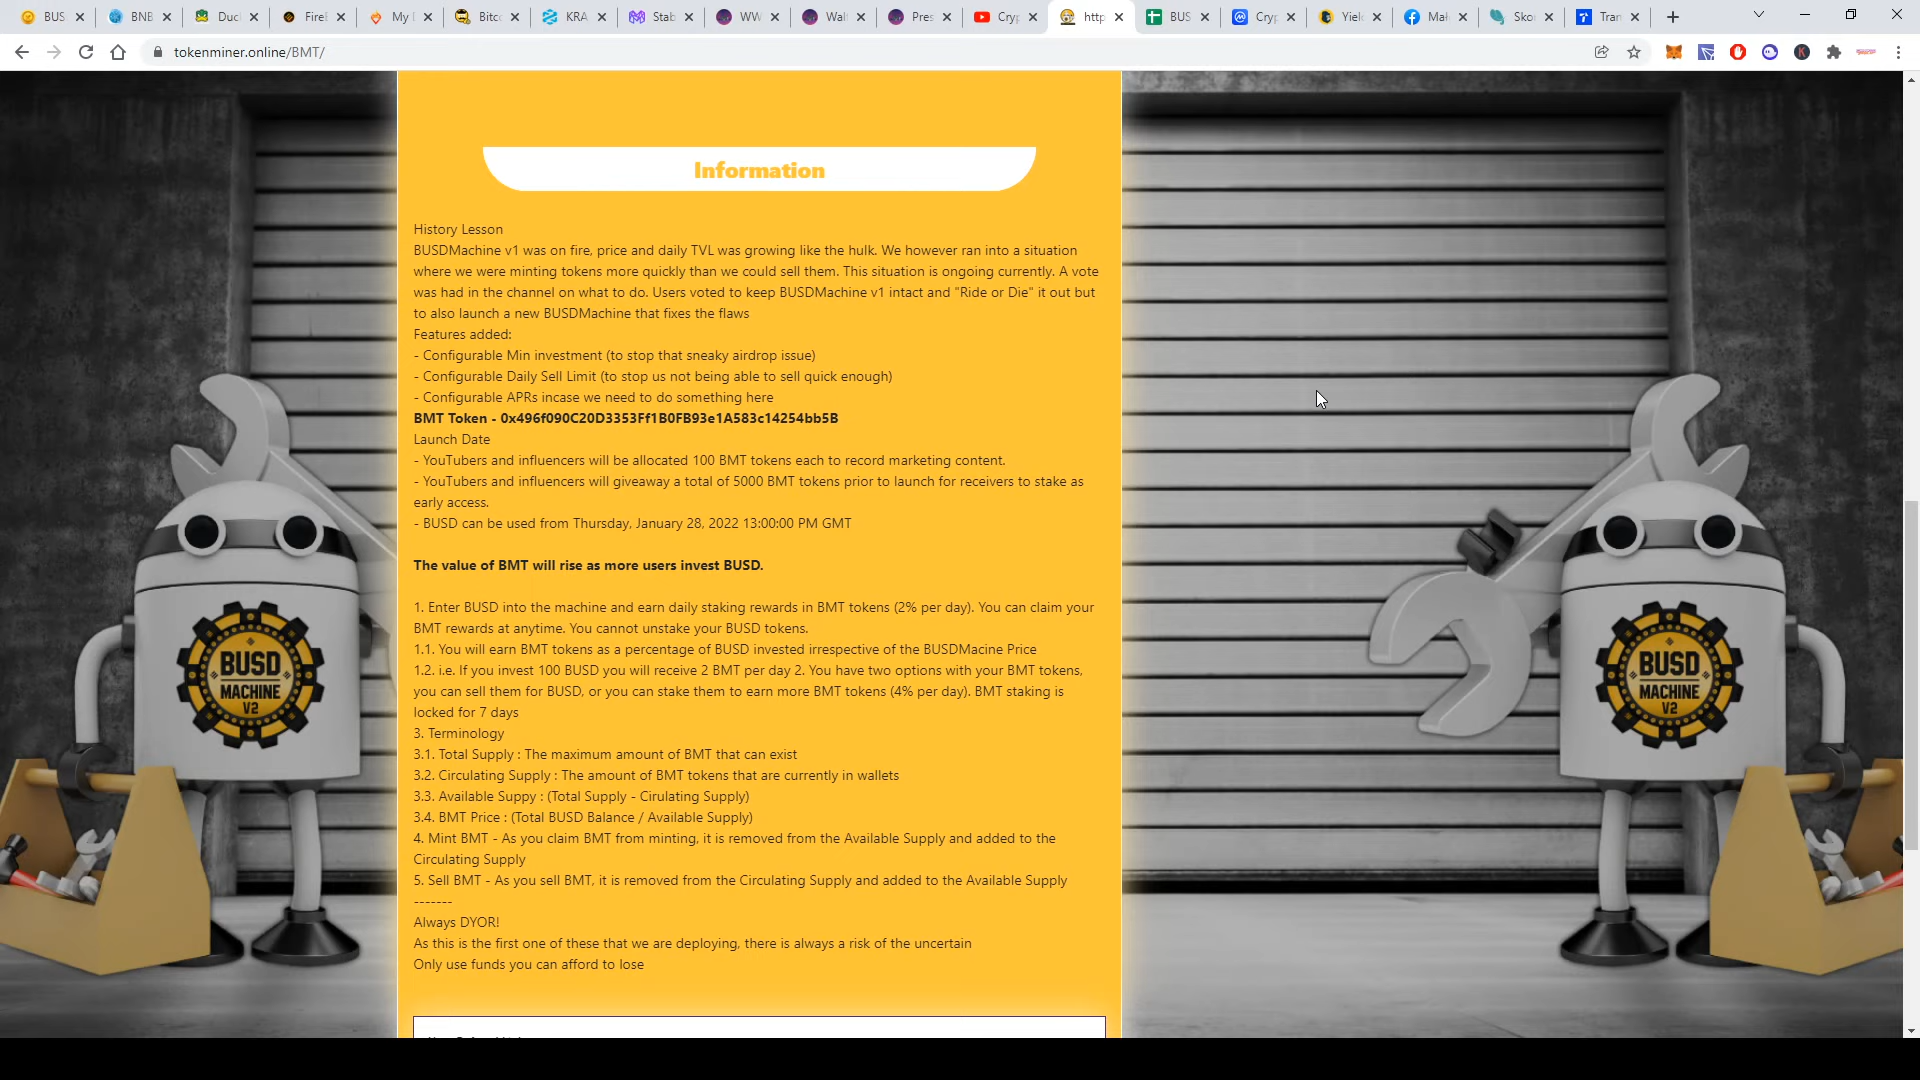 BUS
BNB
Duc
Fire
My
Bitc
KRA
Stab
WW
Wal
Pres
Cryp
http
BUS
Cryp
Yiel
Mak
Sko
Tran
tokenminer.online/BMT/
Information
History Lesson
BUSDMachine v1 was on fire, price and daily TVL was growing like the hulk. We however ran into a situation
where we were minting tokens more quickly than we could sell them. This situation is ongoing currently. A vote
was had in the channel on what to do. Users voted to keep BUSDMachine v1 intact and "Ride or Die" it out but
to also launch a new BUSDMachine that fixes the flaws
Features added:
- Configurable Min investment (to stop that sneaky airdrop issue)
- Configurable Daily Sell Limit (to stop us not being able to sell quick enough)
- Configurable APRs incase we need to do something here
BMT Token - 0x496f090C20D3353Ff1B0FB93e1A583c14254bb5B
Launch Date
- YouTubers and influencers will be allocated 100 BMT tokens each to record marketing content.
- YouTubers and influencers will giveaway a total of 5000 BMT tokens prior to launch for receivers to stake as
early access.
- BUSD can be used from Thursday, January 28, 2022 13:00:00 PM GMT
The value of BMT will rise as more users invest BUSD.
1. Enter BUSD into the machine and earn daily staking rewards in BMT tokens (2% per day). You can claim your
BMT rewards at anytime. You cannot unstake your BUSD tokens.
1.1. You will earn BMT tokens as a percentage of BUSD invested irrespective of the BUSDMacine Price
1.2. i.e. If you invest 100 BUSD you will receive 2 BMT per day 2. You have two options with your BMT tokens,
you can sell them for BUSD, or you can stake them to earn more BMT tokens (4% per day). BMT staking is
locked for 7 days
3. Terminology
3.1. Total Supply : The maximum amount of BMT that can exist
3.2. Circulating Supply : The amount of BMT tokens that are currently in wallets
3.3. Available Suppy : (Total Supply - Cirulating Supply)
3.4. BMT Price : (Total BUSD Balance / Available Supply)
4. Mint BMT - As you claim BMT from minting, it is removed from the Available Supply and added to the
Circulating Supply
5. Sell BMT - As you sell BMT, it is removed from the Circulating Supply and added to the Available Supply
-------
Always DYOR!
As this is the first one of these that we are deploying, there is always a risk of the uncertain
Only use funds you can afford to lose
BUSD
MACHINE
V2
BUSD
MACHINE
V2